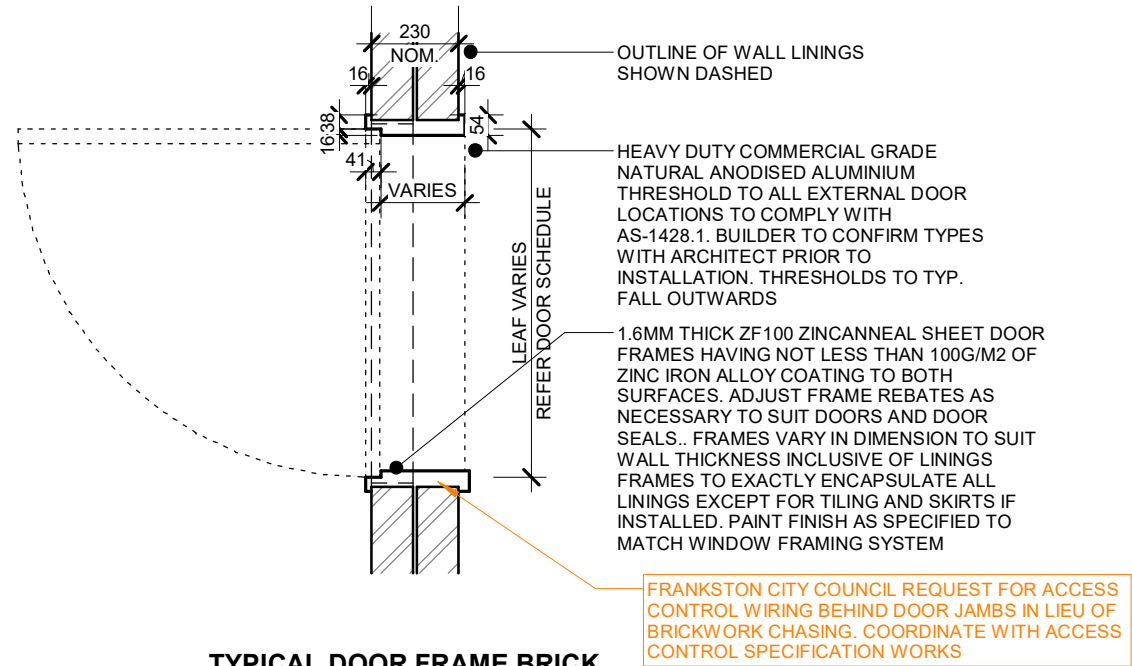 230
NOM.
16
16
OUTLINE OF WALL LININGS
SHOWN DASHED
38
16
54
41
VARIES
HEAVY DUTY COMMERCIAL GRADE
NATURAL ANODISED ALUMINIUM
THRESHOLD TO ALL EXTERNAL DOOR
LOCATIONS TO COMPLY WITH
AS-1428.1. BUILDER TO CONFIRM TYPES
WITH ARCHITECT PRIOR TO
INSTALLATION. THRESHOLDS TO TYP.
FALL OUTWARDS
LEAF VARIES
REFER DOOR SCHEDULE
1.6MM THICK ZF100 ZINCANNEAL SHEET DOOR
FRAMES HAVING NOT LESS THAN 100G/M2 OF
ZINC IRON ALLOY COATING TO BOTH
SURFACES. ADJUST FRAME REBATES AS
NECESSARY TO SUIT DOORS AND DOOR
SEALS.. FRAMES VARY IN DIMENSION TO SUIT
WALL THICKNESS INCLUSIVE OF LININGS
FRAMES TO EXACTLY ENCAPSULATE ALL
LININGS EXCEPT FOR TILING AND SKIRTS IF
INSTALLED. PAINT FINISH AS SPECIFIED TO
MATCH WINDOW FRAMING SYSTEM
FRANKSTON CITY COUNCIL REQUEST FOR ACCESS
CONTROL WIRING BEHIND DOOR JAMBS IN LIEU OF
BRICKWORK CHASING. COORDINATE WITH ACCESS
CONTROL SPECIFICATION WORKS
TYPICAL DOOR FRAME BRICK